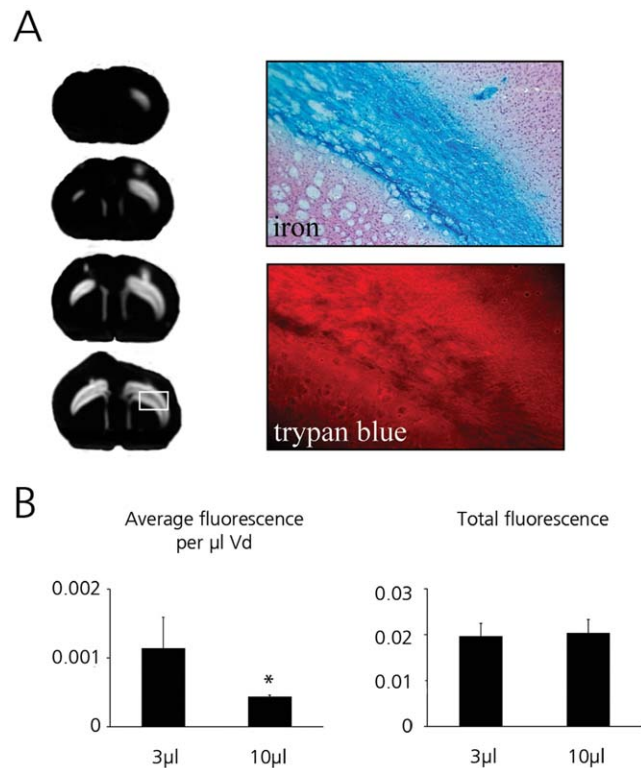 A
iron
trypan blue
B
Average fluorescence
per µl Vd
0.002
0.001
0
*
3µl
10µl
Total fluorescence
0.03
0.02
0.01
0
3µl
10µl